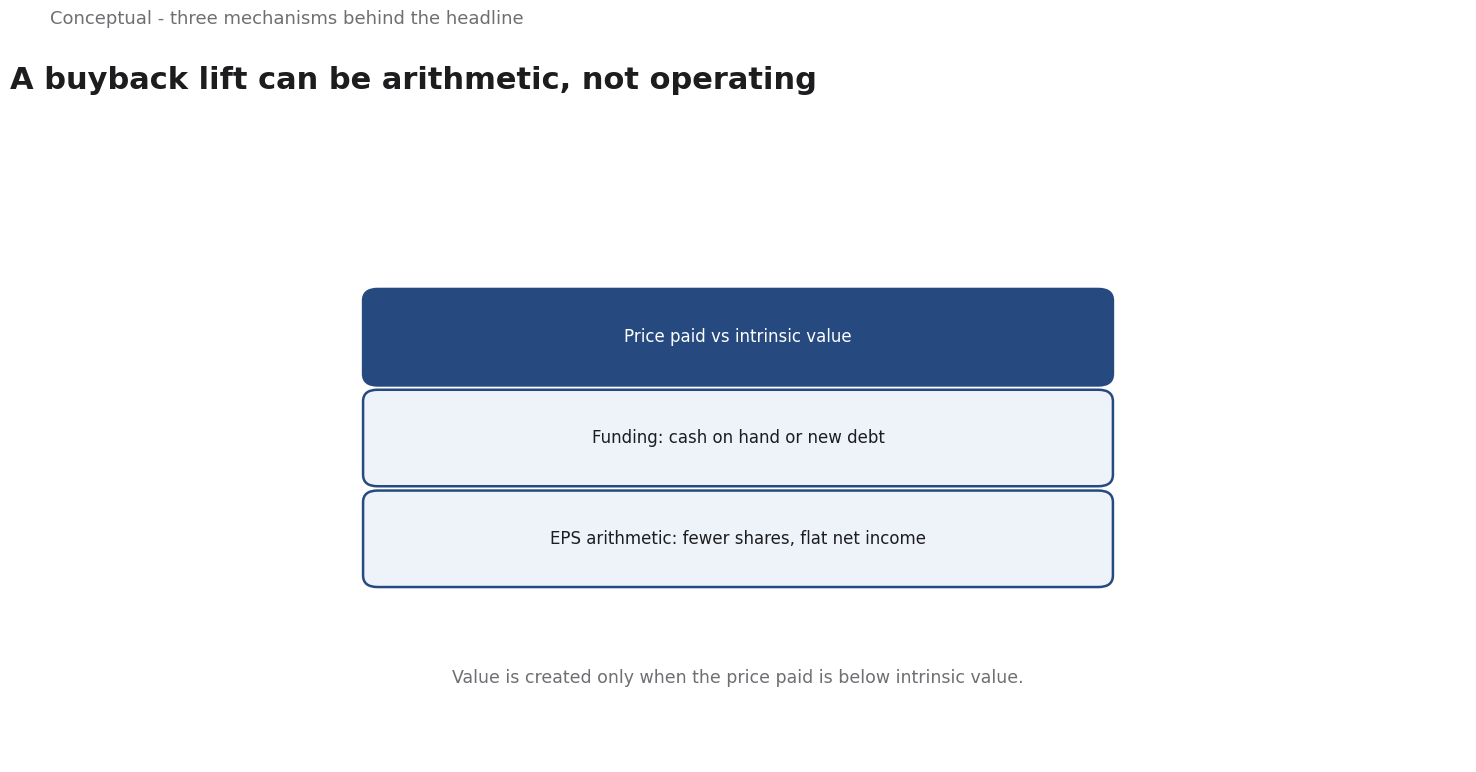 Conceptual - three mechanisms behind the headline
A buyback lift can be arithmetic, not operating
Price paid vs intrinsic value
Funding: cash on hand or new debt
EPS arithmetic: fewer shares, flat net income
Value is created only when the price paid is below intrinsic value.